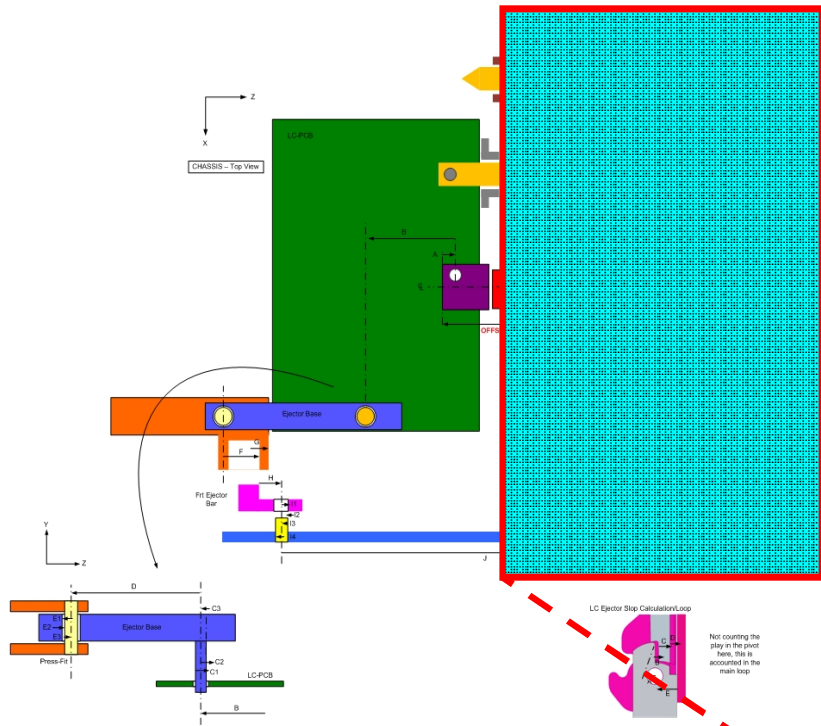 Z
X
LC-PCB
CHASSIS – Top View
B
A
OFFS
Ejector Base
G
F
H
Frt Ejector
Bar
I2
I3
I4
J
Y
Z
D
C3
E1
E2
E3
Ejector Base
C2
C1
Press-Fit
LC-PCB
B
LC Ejector Slop Calculation/Loop
C
D
E
Not counting the
play in the pivot
here, this is
accounted in the
main loop